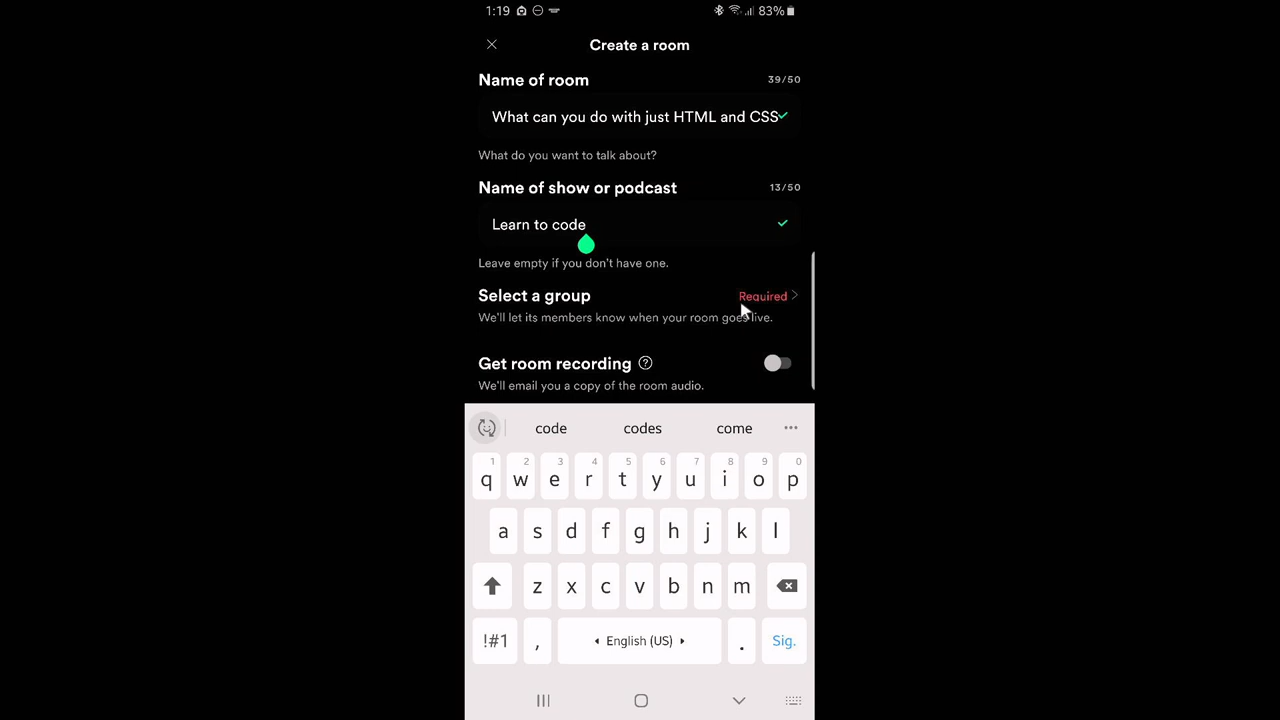 1:19 83%
Create a room
Name of room 39/50
What can you do with just HTML and CSS
What do you want to talk about?
Name of show or podcast 13/50
Learn to code
Leave empty if you don't have one.
Select a group Required
We'll let its members know when your room goes live.
Get room recording ?
We'll email you a copy of the room audio.
code codes come
1 2 3 4 5 6 7 8 9 0
q w e r t y u i o p
a s d f g h j k l
z x c v b n m
!#1 , English (US) . Sig.